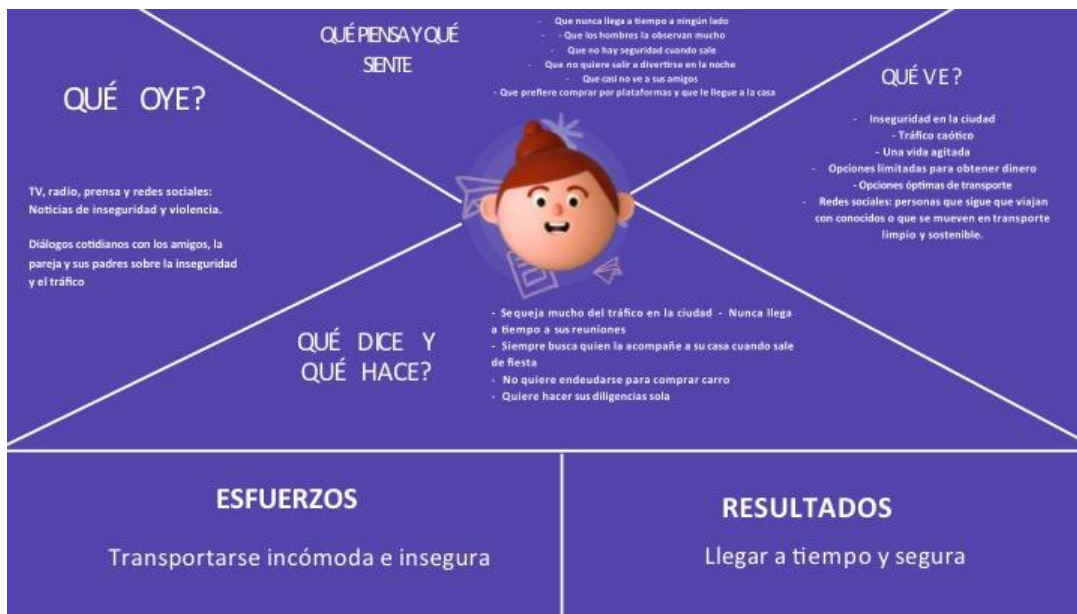 QUÉ PIENSA Y QUÉ
SIENTE
- Que nunca llega a tiempo a ningún lado
- - Que los hombres la observan mucho
- Que no hay seguridad cuando sale
- Que no quiere salir a divertirse en la noche
- Que casi no ve a sus amigos
- Que prefiere comprar por plataformas y que le llegue a la casa
QUÉ OYE?
TV, radio, prensa y redes sociales:
Noticias de inseguridad y violencia.
Diálogos cotidianos con los amigos, la
pareja y sus padres sobre la inseguridad
y el tráfico
QUÉ VE?
- Inseguridad en la ciudad
- Tráfico caótico
- Una vida agitada
- Opciones limitadas para obtener dinero
- Opciones óptimas de transporte
- Redes sociales: personas que sigue que viajan
con conocidos o que se mueven en transporte
limpio y sostenible.
QUÉ DICE Y
QUÉ HACE?
- Se queja mucho del tráfico en la ciudad - Nunca llega
a tiempo a sus reuniones
- Siempre busca quien la acompañe a su casa cuando sale
de fiesta
- No quiere endeudarse para comprar carro
- Quiere hacer sus diligencias sola
ESFUERZOS
Transportarse incómoda e insegura
RESULTADOS
Llegar a tiempo y segura